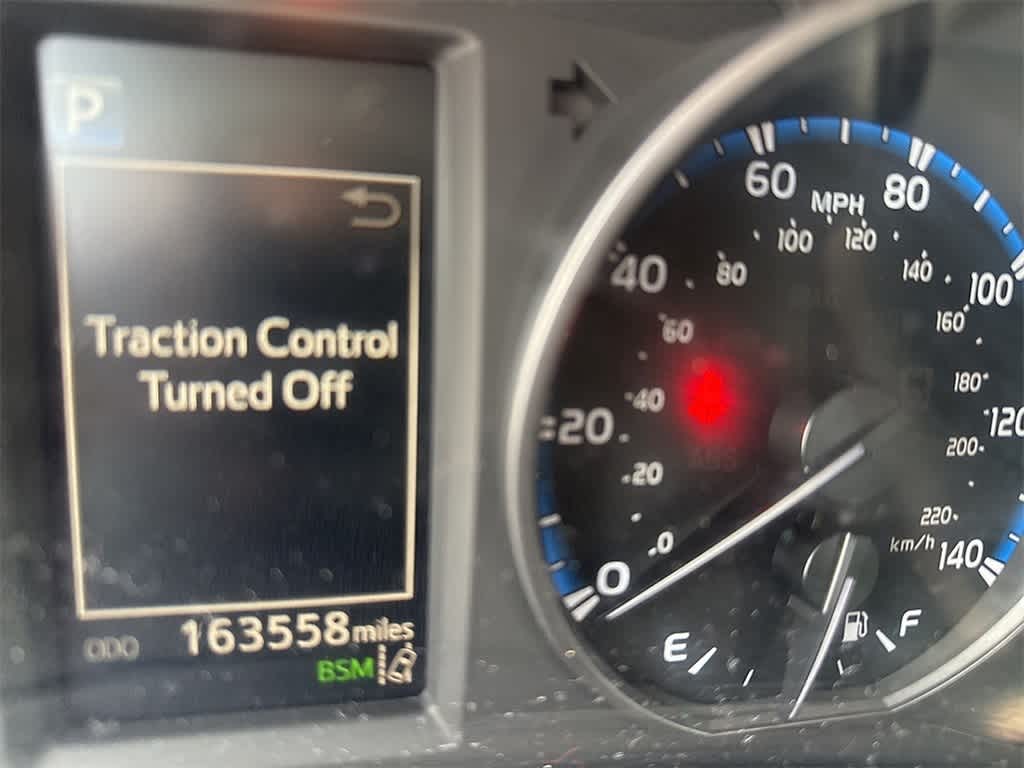 P
Traction Control
Turned Off
ODO 163558 miles
BSM
0 20 40 60 80 100 120 140
MPH
0 20 40 60 80 100 120 140 160 180 200 220
km/h
E F